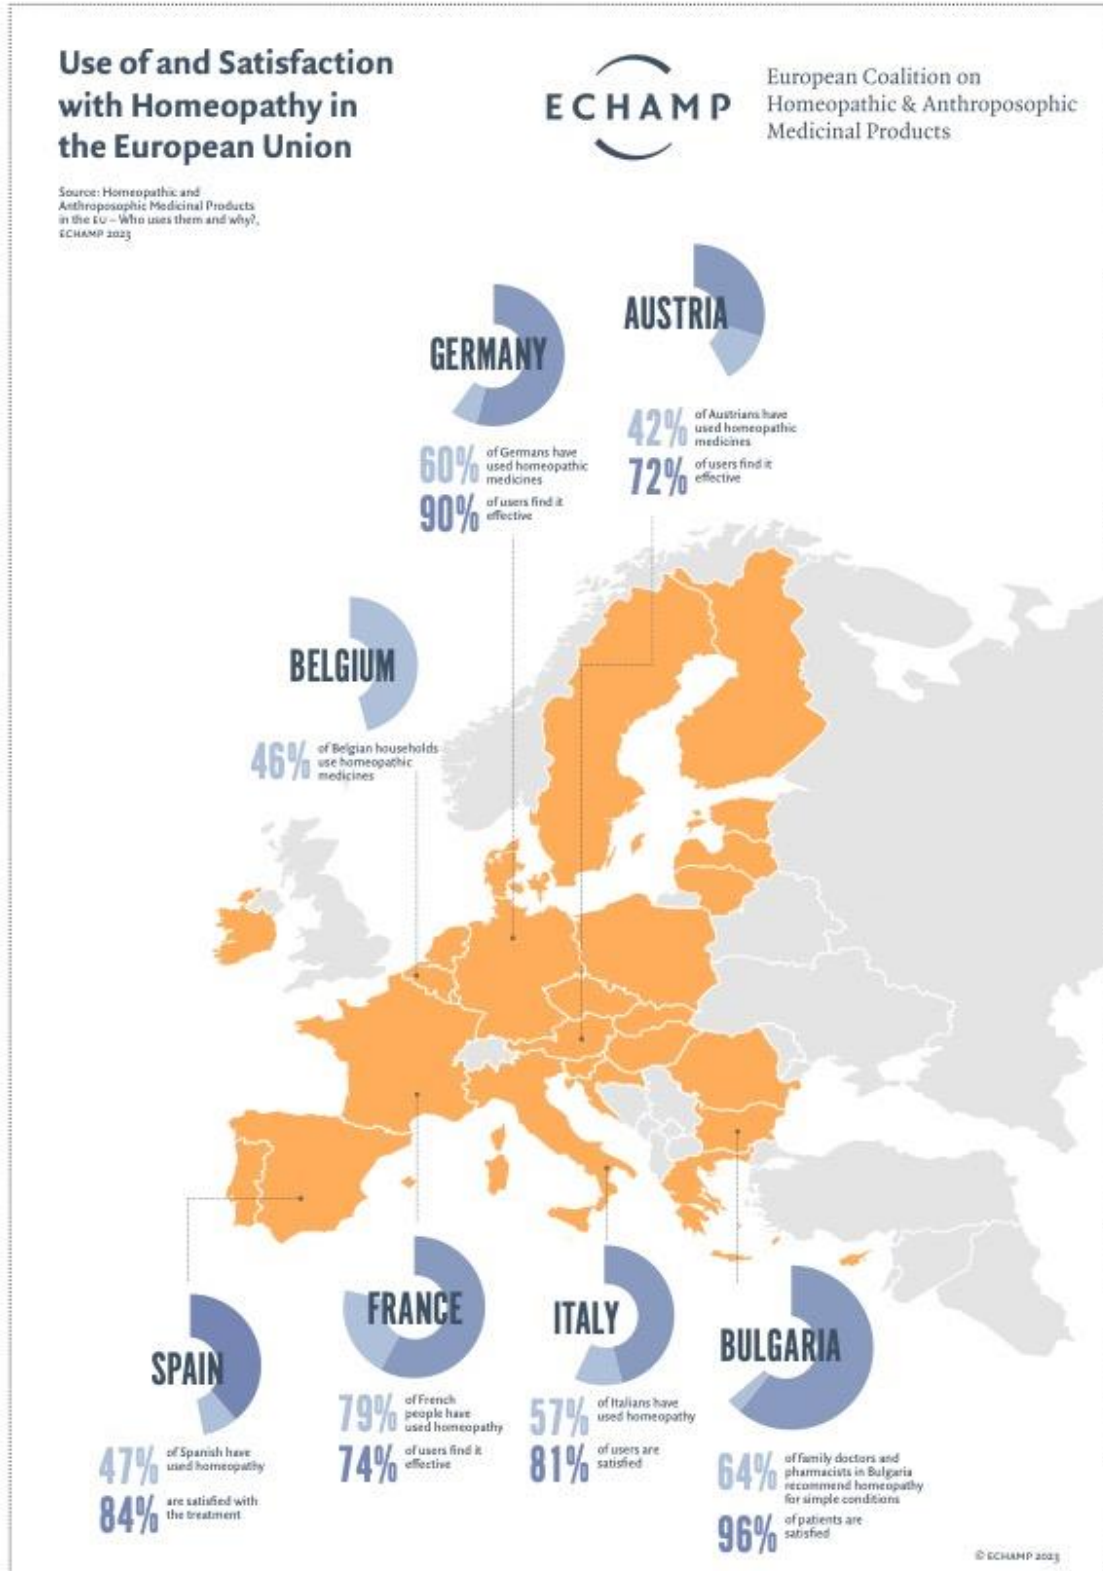 Use of and Satisfaction
with Homeopathy in
the European Union
Source: Homeopathic and
Anthroposophic Medicinal Products
in the EU – Who uses them and why?,
ECHAMP 2023
ECHAMP
European Coalition on
Homeopathic & Anthroposophic
Medicinal Products
GERMANY
60%
of Germans have
used homeopathic
medicines
90%
of users find it
effective
AUSTRIA
42%
of Austrians have
used homeopathic
medicines
72%
of users find it
effective
BELGIUM
46%
of Belgian households
use homeopathic
medicines
SPAIN
47%
of Spanish have
used homeopathy
84%
are satisfied with
the treatment
FRANCE
79%
of French
people have
used homeopathy
74%
of users find it
effective
ITALY
57%
of Italians have
used homeopathy
81%
of users are
satisfied
BULGARIA
64%
of family doctors and
pharmacists in Bulgaria
recommend homeopathy
for simple conditions
96%
of patients are
satisfied
© ECHAMP 2023